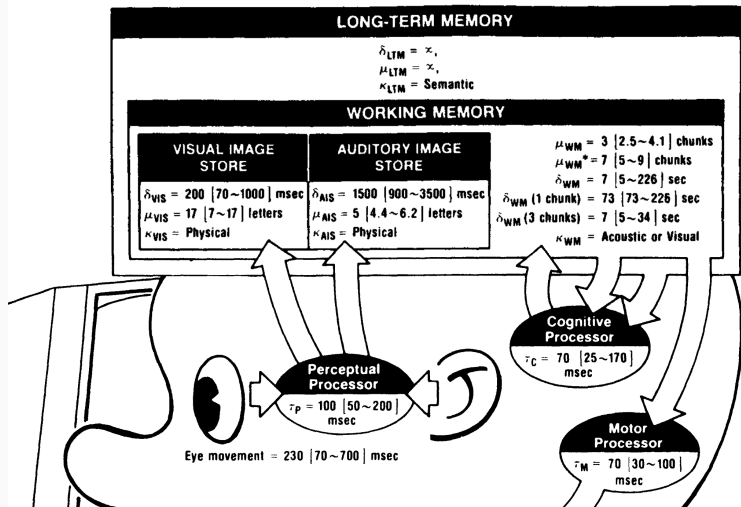 LONG-TERM MEMORY
δLTM = ∝,
μLTM = ∝,
κLTM = Semantic
WORKING MEMORY
VISUAL IMAGE
STORE
δVIS = 200 [70~1000] msec
μVIS = 17 [7~17] letters
κVIS = Physical
AUDITORY IMAGE
STORE
δAIS = 1500 [900~3500] msec
μAIS = 5 [4.4~6.2] letters
κAIS = Physical
μWM = 3 [2.5~4.1] chunks
μWM* = 7 [5~9] chunks
δWM = 7 [5~226] sec
δWM (1 chunk) = 73 [73~226] sec
δWM (3 chunks) = 7 [5~34] sec
κWM = Acoustic or Visual
Cognitive
Processor
τC = 70 [25~170]
msec
Perceptual
Processor
τP = 100 [50~200]
msec
Eye movement = 230 [70~700] msec
Motor
Processor
τM = 70 [30~100]
msec